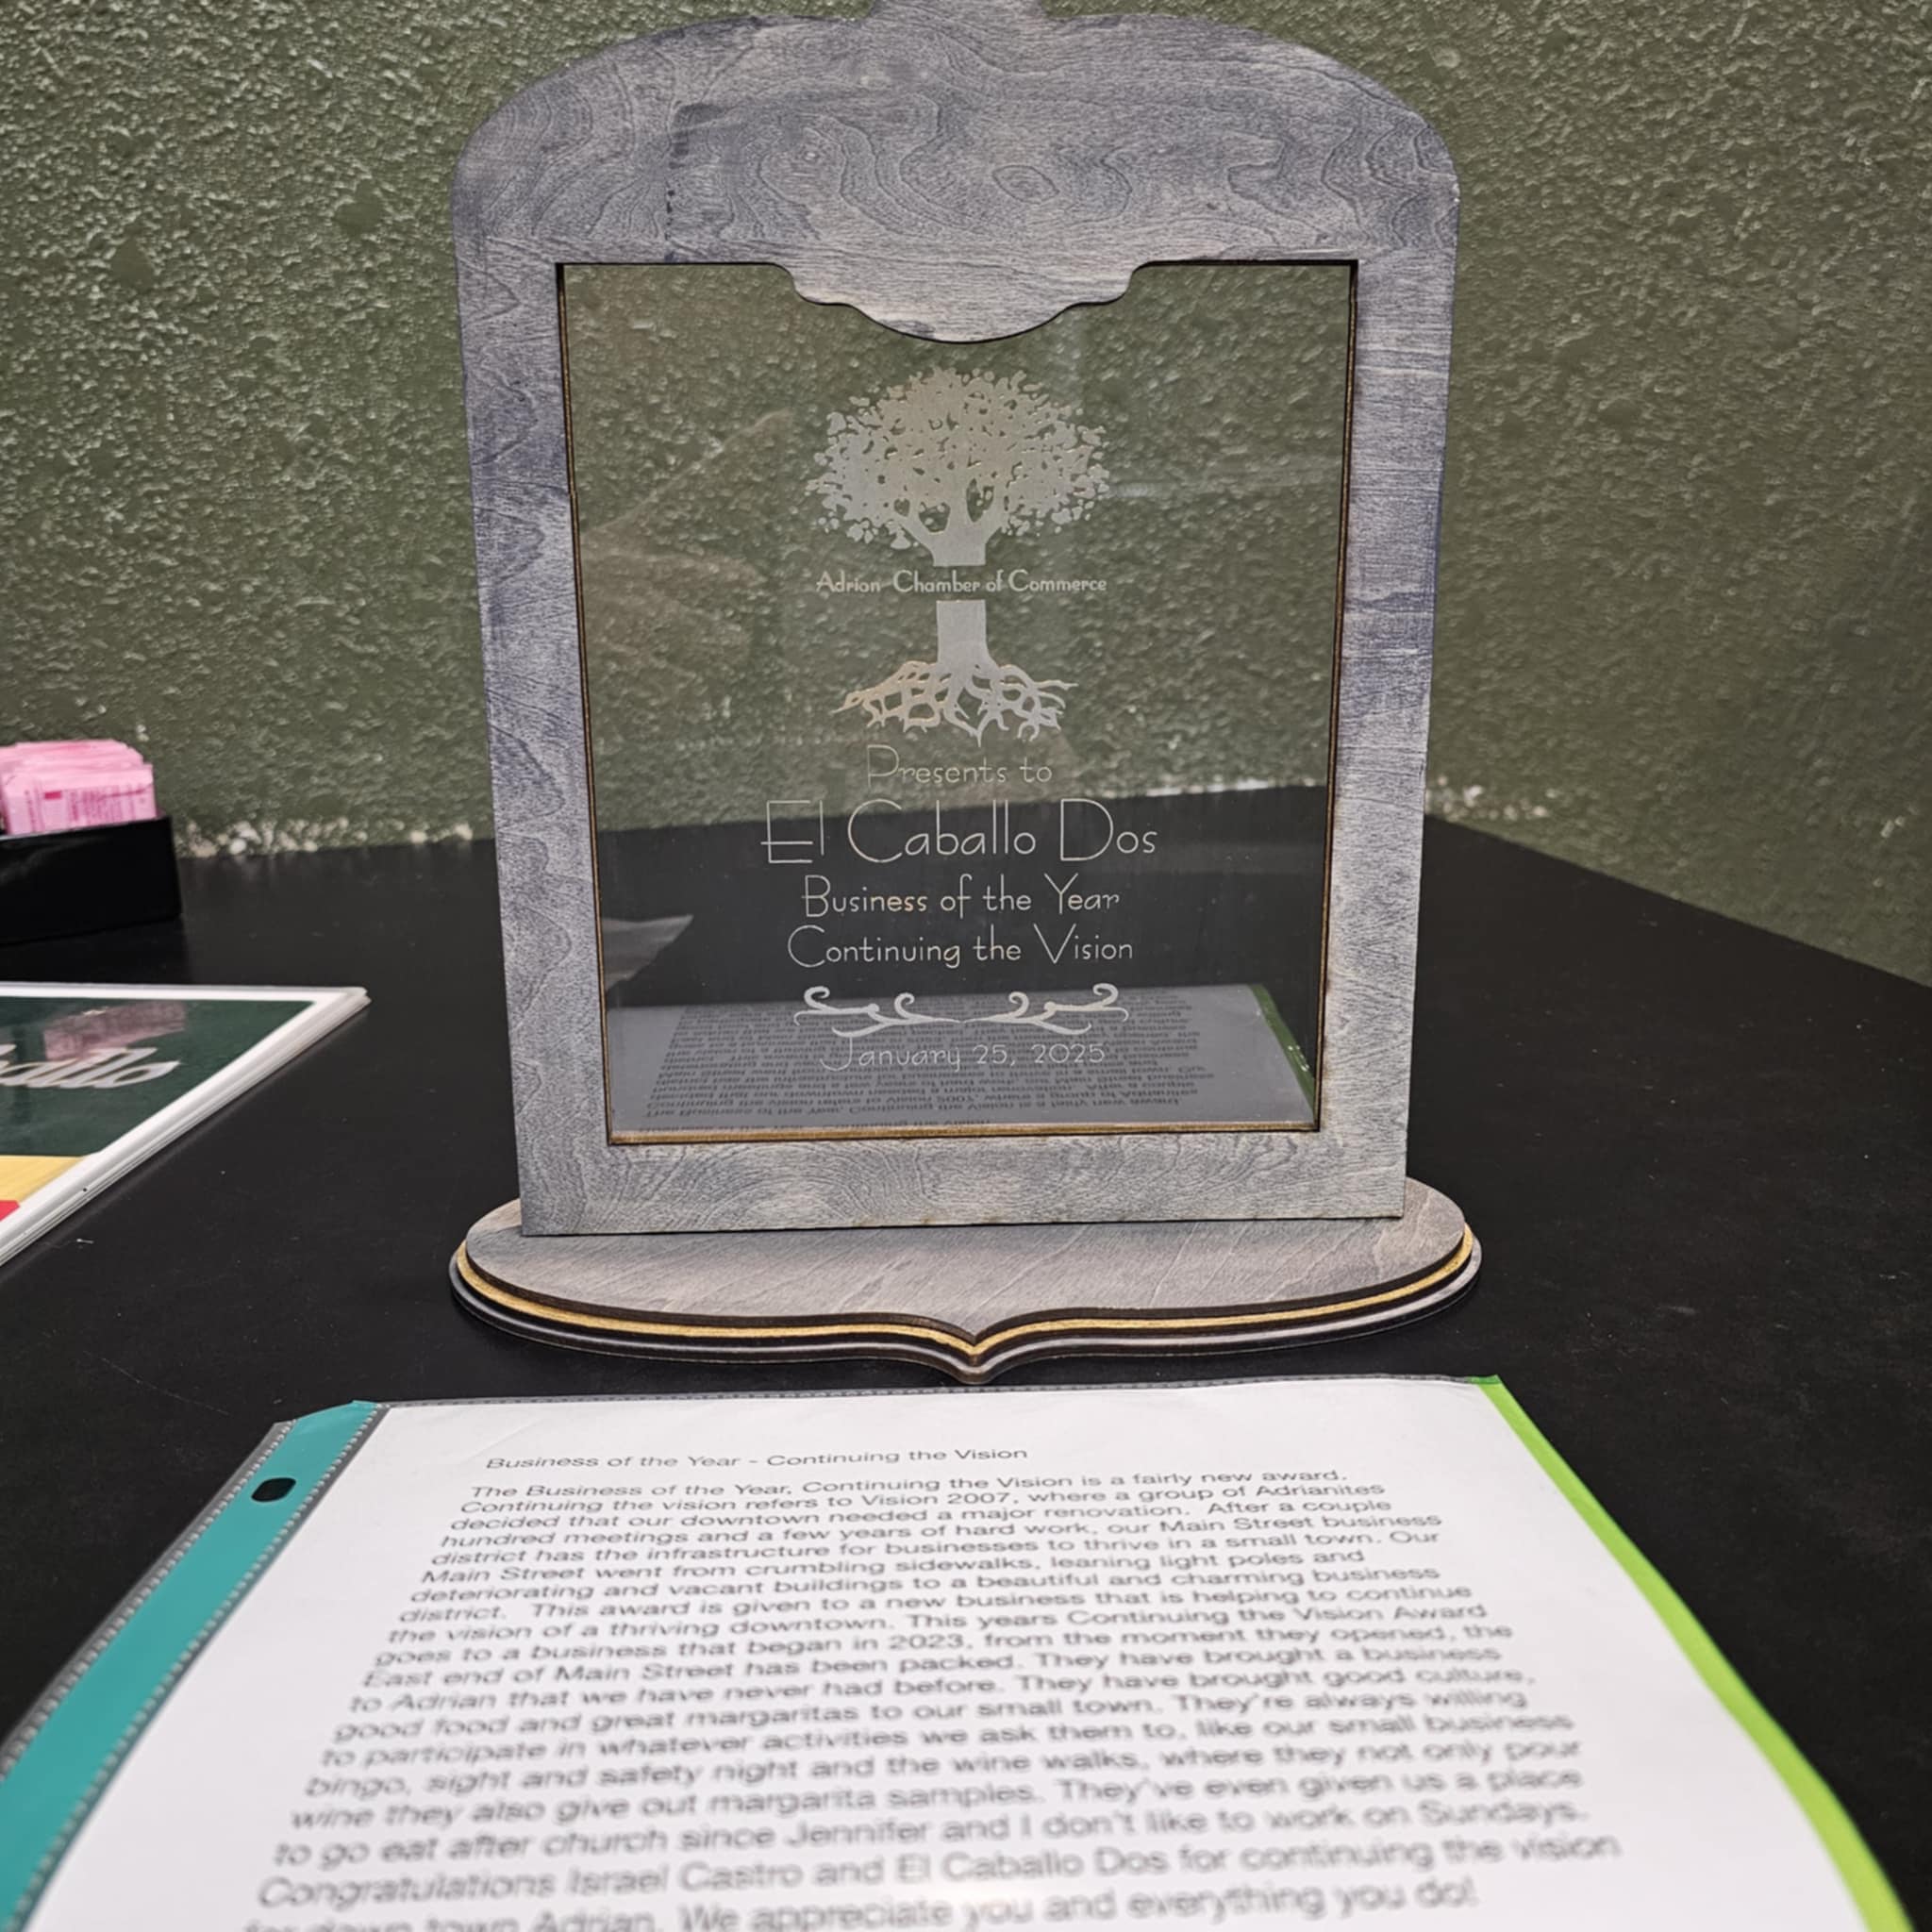 Adrian Chamber of Commerce
Presents to
El Caballo Dos
Business of the Year
Continuing the Vision
January 25, 2025
Business of the Year - Continuing the Vision
The Business of the Year, Continuing the Vision is a fairly new award.
Continuing the vision refers to Vision 2007, where a group of Adrianites
decided that our downtown needed a major renovation. After a couple
hundred meetings and a few years of hard work, our Main Street business
district has the infrastructure for businesses to thrive in a small town. Our
Main Street went from crumbling sidewalks, leaning light poles and
deteriorating and vacant buildings to a beautiful and charming business
district. This award is given to a new business that is helping to continue
the vision of a thriving downtown. This years Continuing the Vision Award
goes to a business that began in 2023, from the moment they opened, the
East end of Main Street has been packed. They have brought a business
to Adrian that we have never had before. They have brought good culture,
good food and great margaritas to our small town. They're always willing
to participate in whatever activities we ask them to, like our small business
bingo, sight and safety night and the wine walks, where they not only pour
wine they also give out margarita samples. They've even given us a place
to go eat after church since Jennifer and I don't like to work on Sundays.
Congratulations Israel Castro and El Caballo Dos for continuing the vision
for down town Adrian. We appreciate you and everything you do!